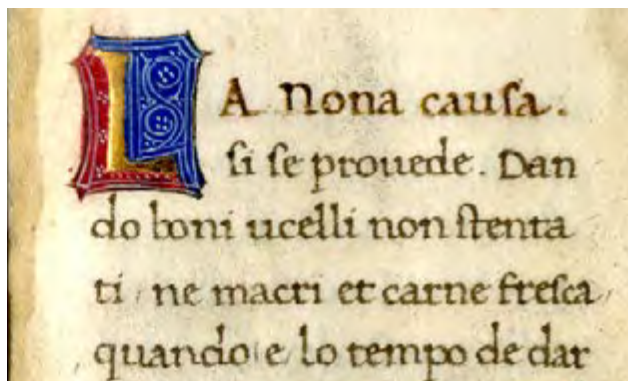 LA Nona cauſa.
ſi ſe prouede. Dan
do boni ucelli non ſtenta
ti / ne macri et carne freſca /
quando e lo tempo de dar